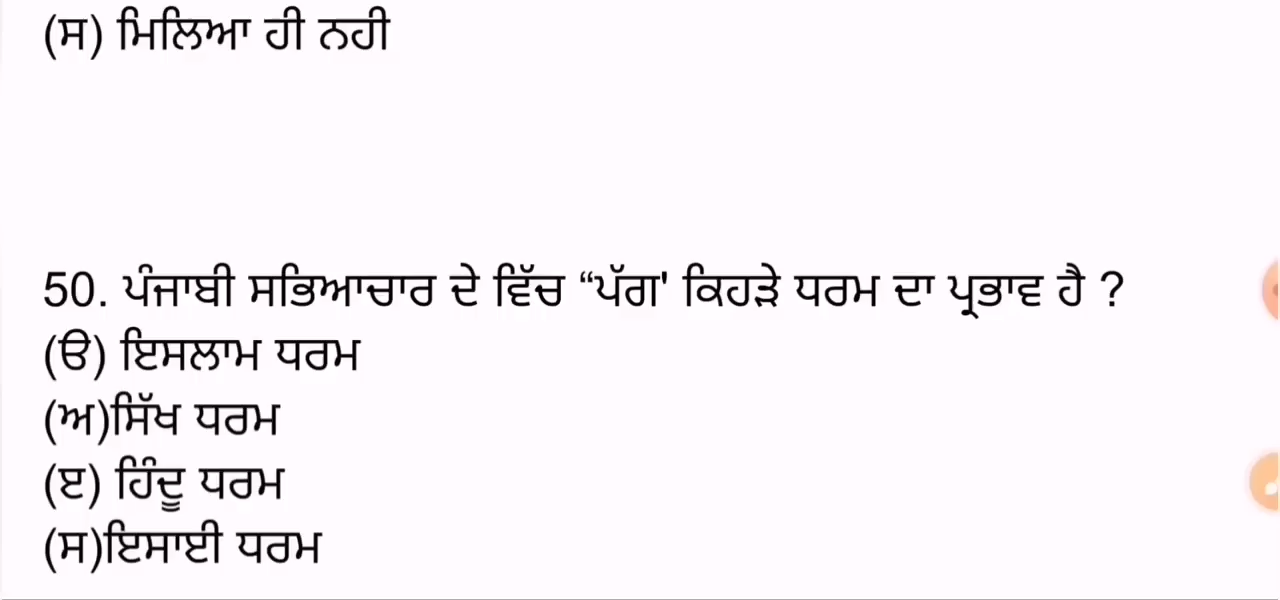 (ਸ) ਮਿਲਿਆ ਹੀ ਨਹੀ
50. ਪੰਜਾਬੀ ਸਭਿਆਚਾਰ ਦੇ ਵਿੱਚ “ਪੱਗ' ਕਿਹੜੇ ਧਰਮ ਦਾ ਪ੍ਰਭਾਵ ਹੈ ?
(ੳ) ਇਸਲਾਮ ਧਰਮ
(ਅ)ਸਿੱਖ ਧਰਮ
(ੲ) ਹਿੰਦੂ ਧਰਮ
(ਸ)ਇਸਾਈ ਧਰਮ